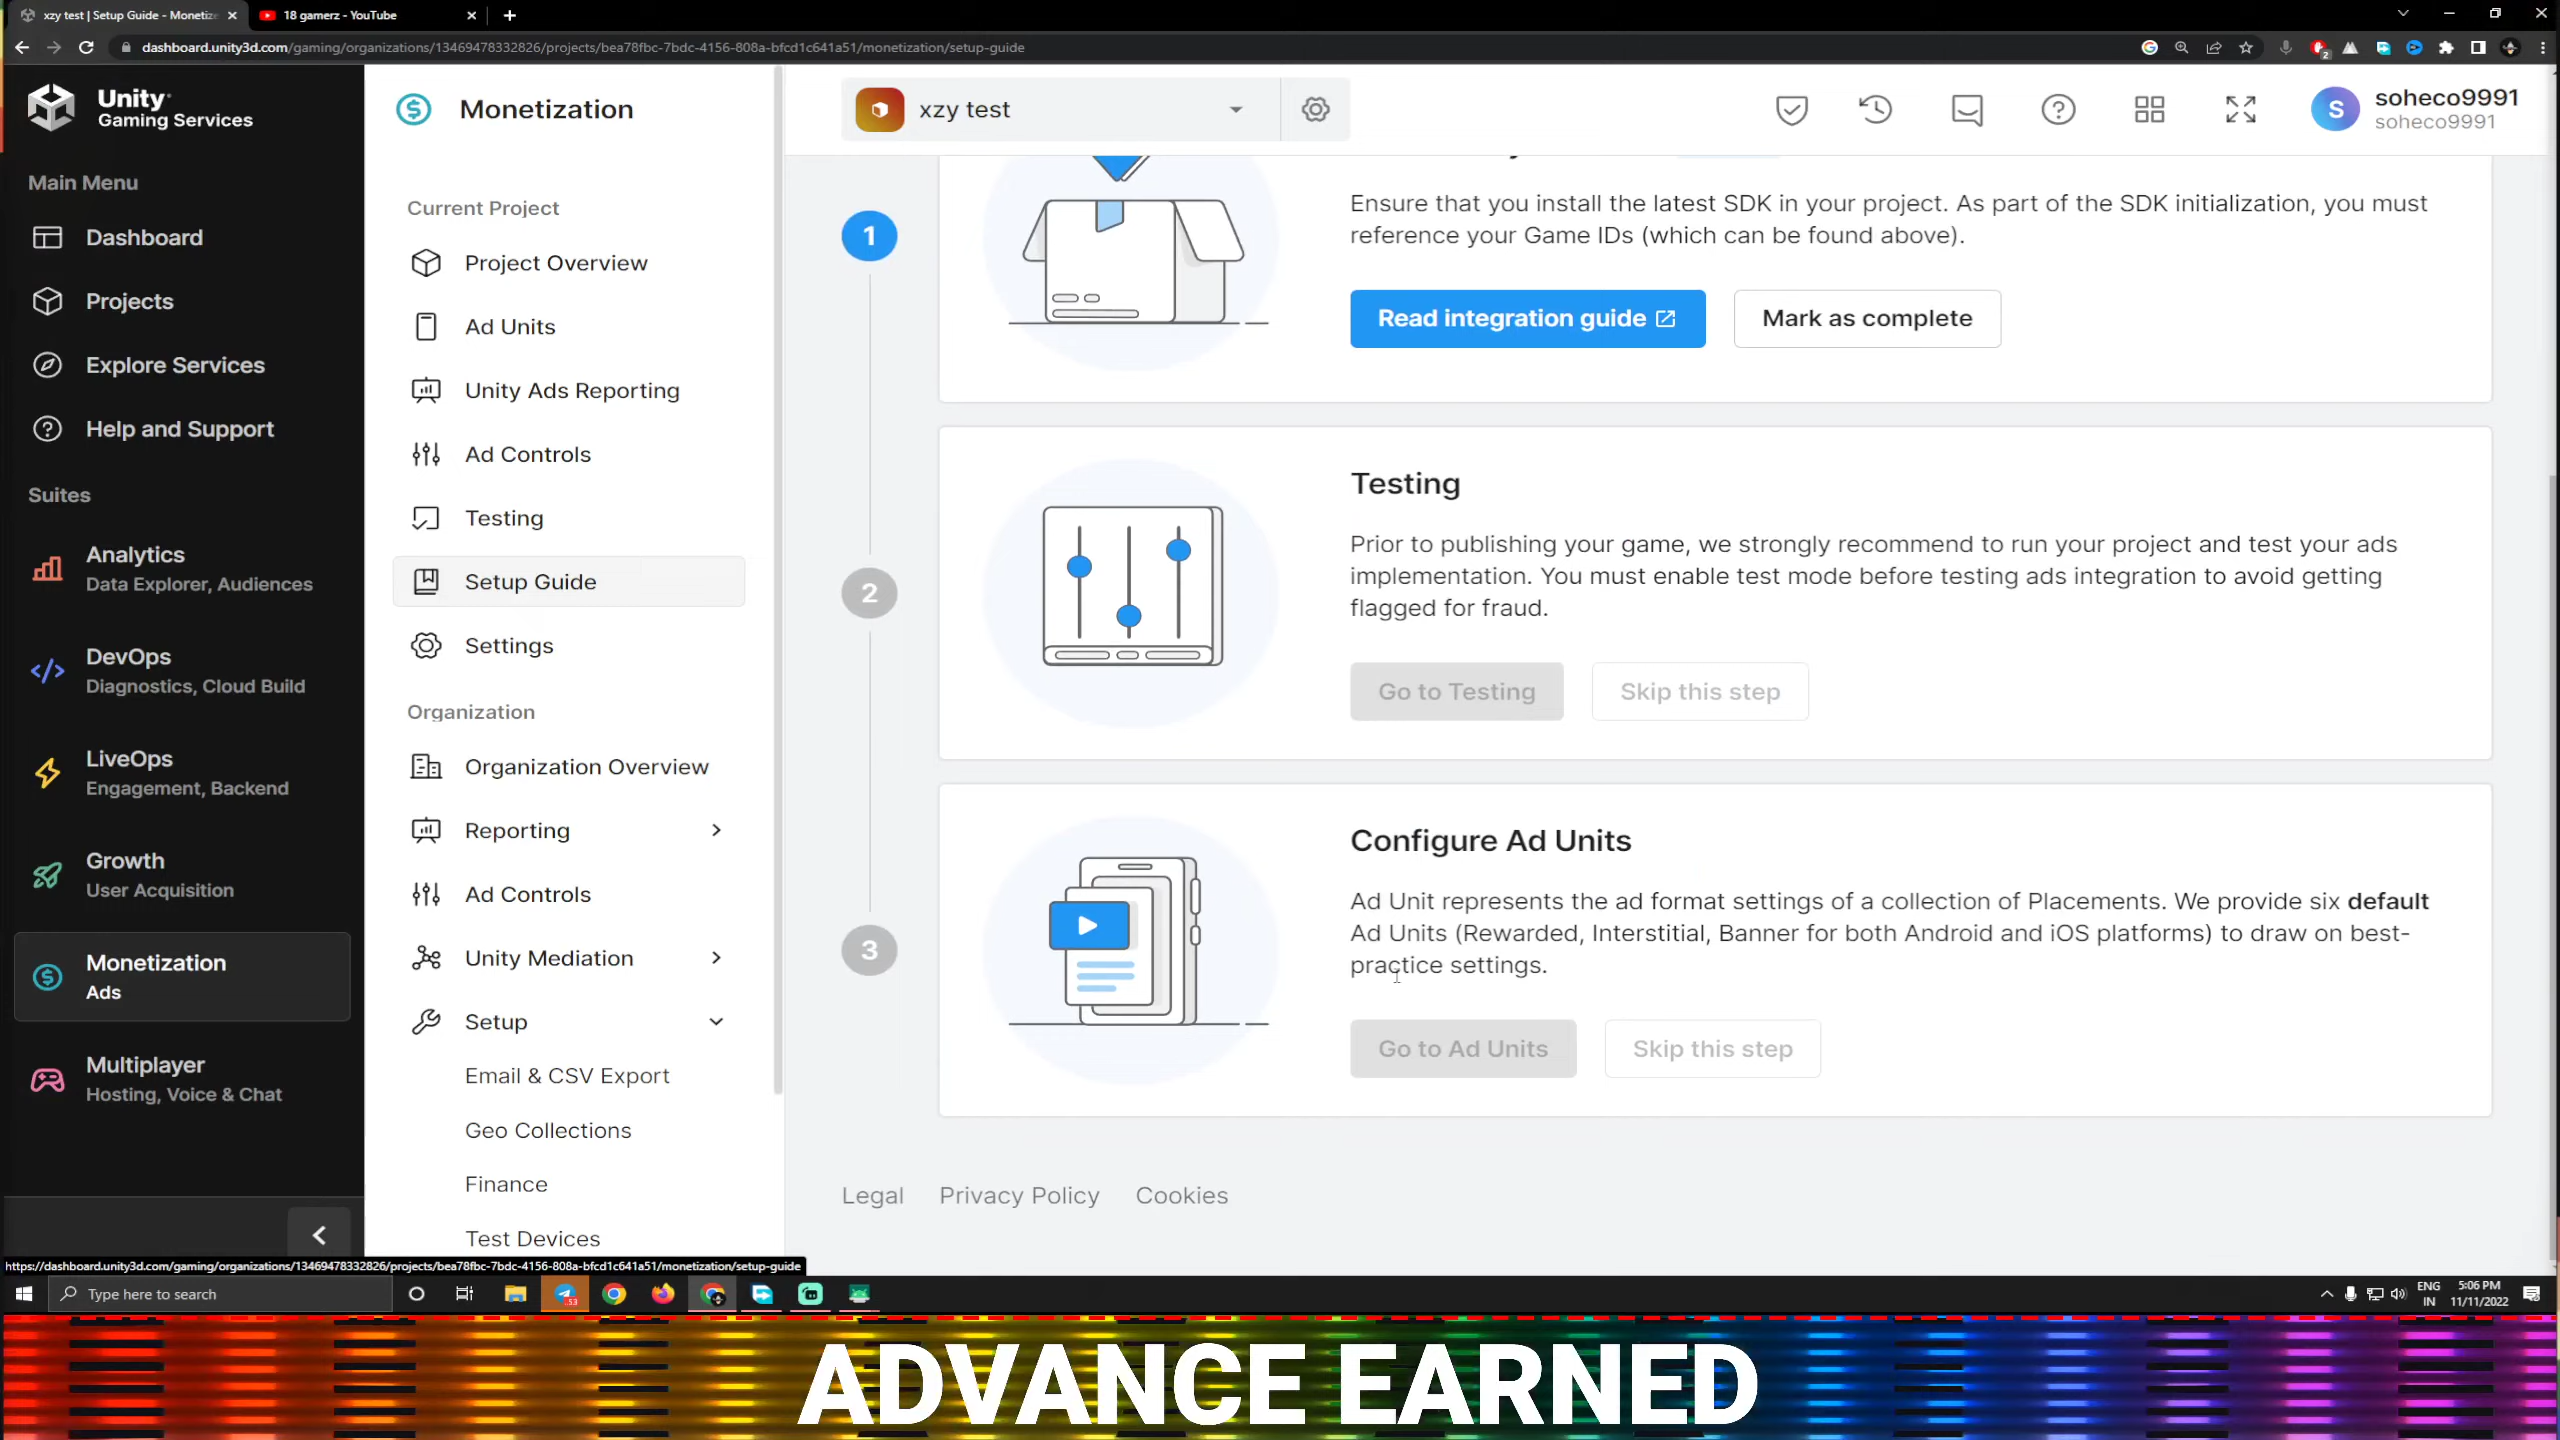 xzy test | Setup Guide - Monetiz
18 gamerz - YouTube
dashboard.unity3d.com/gaming/organizations/13469478332826/projects/bea78fbc-7bdc-4156-808a-bfcd1c641a51/monetization/setup-guide
2
Unity
Gaming Services
Main Menu
Dashboard
Projects
Explore Services
Help and Support
Suites
Analytics
Data Explorer, Audiences
DevOps
Diagnostics, Cloud Build
LiveOps
Engagement, Backend
Growth
User Acquisition
Monetization
Ads
Multiplayer
Hosting, Voice & Chat
Monetization
Current Project
Project Overview
Ad Units
Unity Ads Reporting
Ad Controls
Testing
Setup Guide
Settings
Organization
Organization Overview
Reporting
Ad Controls
Unity Mediation
Setup
Email & CSV Export
Geo Collections
Finance
Test Devices
xzy test
S
soheco9991
soheco9991
1
Ensure that you install the latest SDK in your project. As part of the SDK initialization, you must
reference your Game IDs (which can be found above).
Read integration guide
Mark as complete
2
Testing
Prior to publishing your game, we strongly recommend to run your project and test your ads
implementation. You must enable test mode before testing ads integration to avoid getting
flagged for fraud.
Go to Testing
Skip this step
3
Configure Ad Units
Ad Unit represents the ad format settings of a collection of Placements. We provide six default
Ad Units (Rewarded, Interstitial, Banner for both Android and iOS platforms) to draw on best-
practice settings.
Go to Ad Units
Skip this step
Legal
Privacy Policy
Cookies
https://dashboard.unity3d.com/gaming/organizations/13469478332826/projects/bea78fbc-7bdc-4156-808a-bfcd1c641a51/monetization/setup-guide
Type here to search
53
ENG
IN
5:06 PM
11/11/2022
ADVANCE EARNED